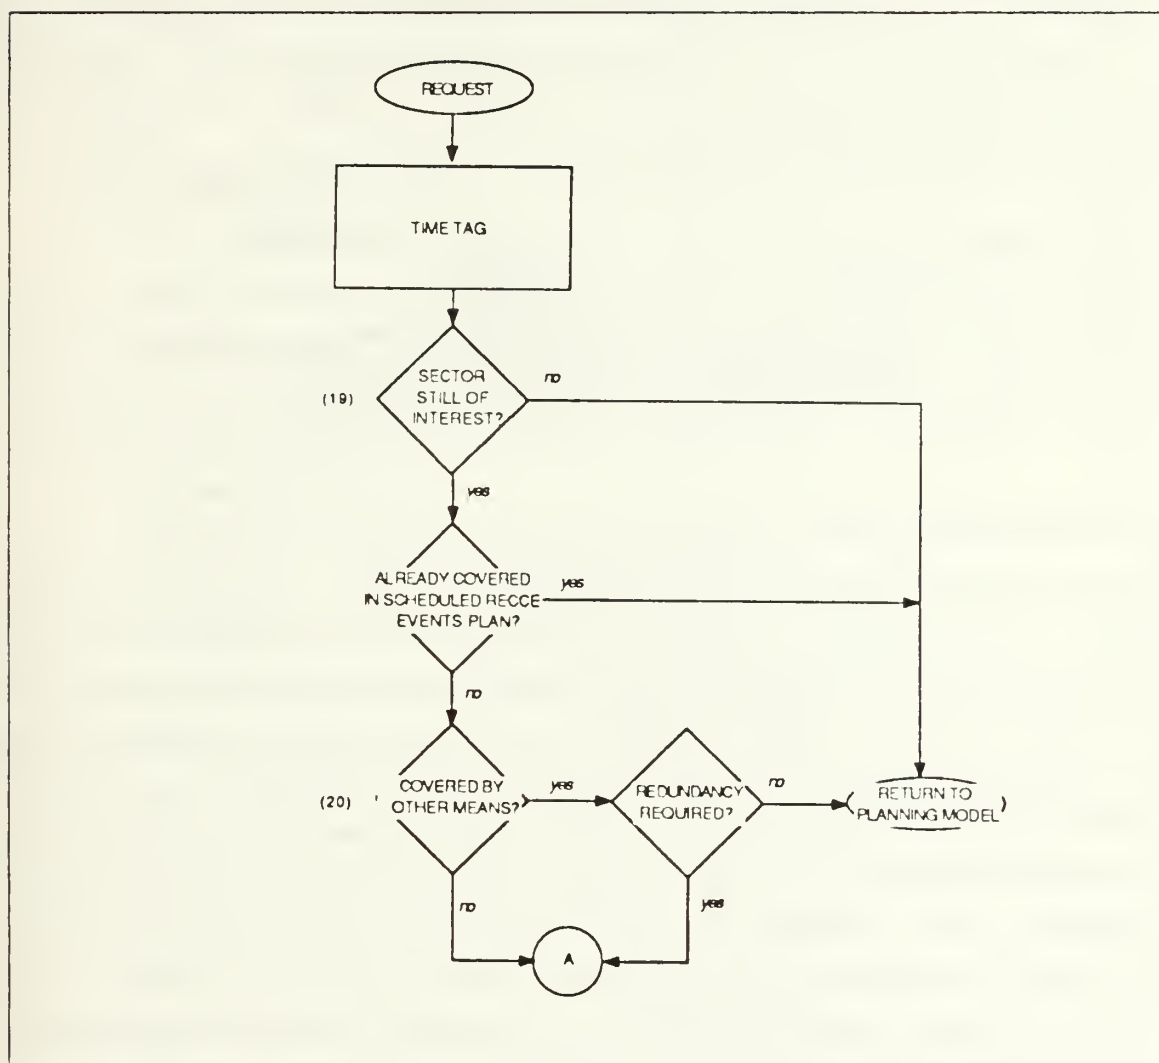 REQUEST
TIME TAG
(19)
SECTOR
STILL OF
INTEREST?
no
yes
ALREADY COVERED
IN SCHEDULED RECCE
EVENTS PLAN?
yes
no
(20)
COVERED BY
OTHER MEANS?
yes
REDUNDANCY
REQUIRED?
no
RETURN TO
PLANNING MODEL
no
yes
A